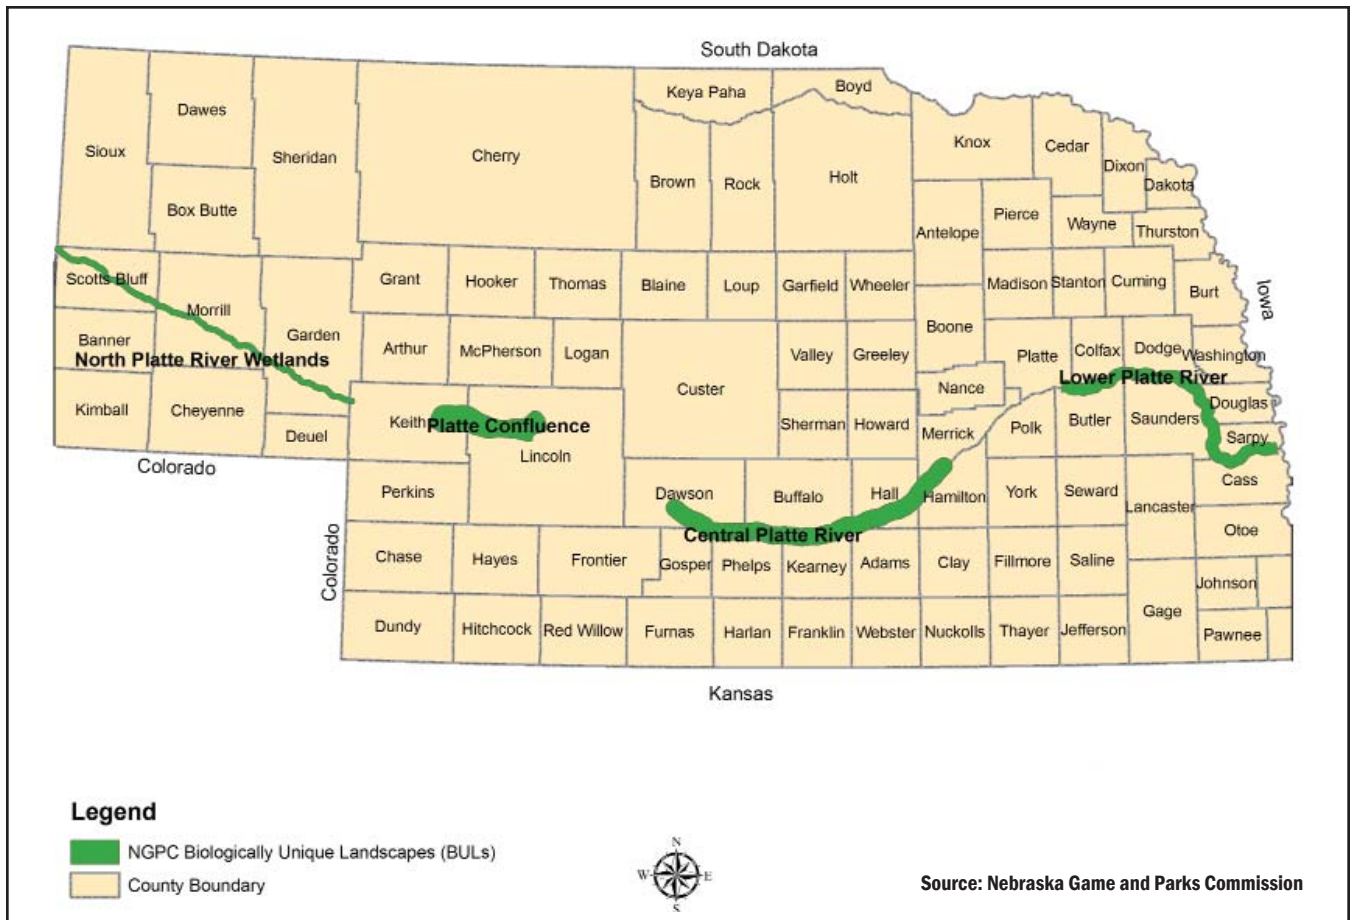 South Dakota
Keya Paha
Boyd
Dawes
Sioux
Sheridan
Cherry
Knox
Cedar
Dixon
Dakota
Box Butte
Brown
Rock
Holt
Antelope
Pierce
Wayne
Thurston
Scotts Bluff
Grant
Hooker
Thomas
Blaine
Loup
Garfield
Wheeler
Madison
Stanton
Cuming
Burt
Iowa
Morrill
Garden
Boone
Banner
North Platte River Wetlands
Arthur
McPherson
Logan
Valley
Greeley
Platte
Colfax
Dodge
Washington
Lower Platte River
Custer
Nance
Kimball
Cheyenne
Keith
Platte Confluence
Sherman
Howard
Merrick
Polk
Butler
Saunders
Douglas
Sarpy
Deuel
Lincoln
Colorado
Perkins
Dawson
Buffalo
Hall
Hamilton
York
Seward
Lancaster
Cass
Otoe
Central Platte River
Colorado
Chase
Hayes
Frontier
Gosper
Phelps
Kearney
Adams
Clay
Fillmore
Saline
Johnson
Gage
Dundy
Hitchcock
Red Willow
Furnas
Harlan
Franklin
Webster
Nuckolls
Thayer
Jefferson
Pawnee
Kansas
Legend
NGPC Biologically Unique Landscapes (BULs)
County Boundary
N
W
E
S
Source: Nebraska Game and Parks Commission